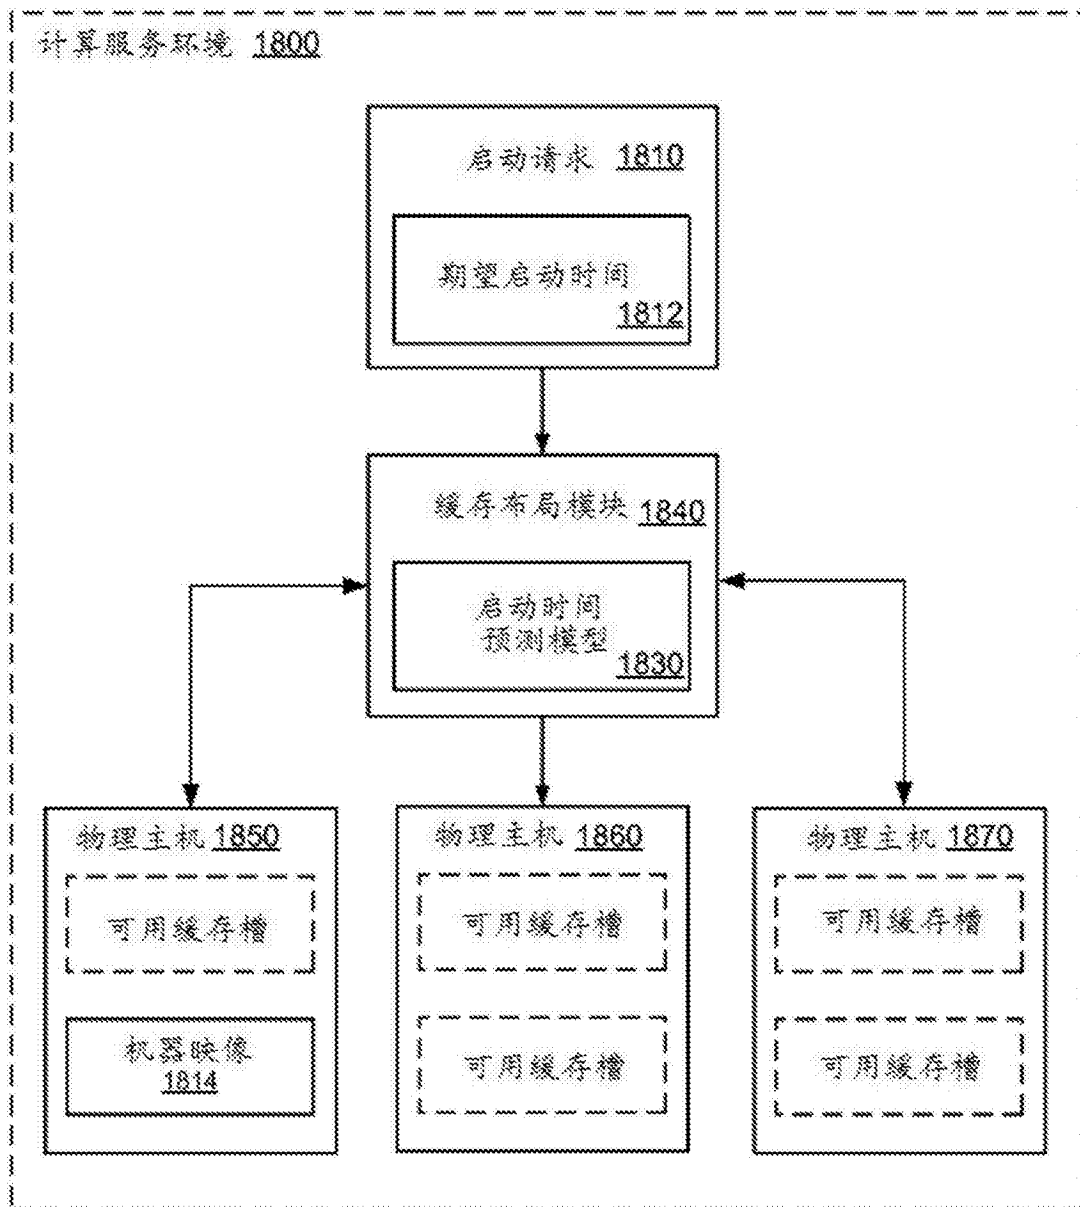 计算服务环境 1800
启动请求 1810
期望启动时间
1812
缓存布局模块 1840
启动时间
预测模型
1830
物理主机 1850
可用缓存槽
机器映像
1814
物理主机 1860
可用缓存槽
可用缓存槽
物理主机 1870
可用缓存槽
可用缓存槽